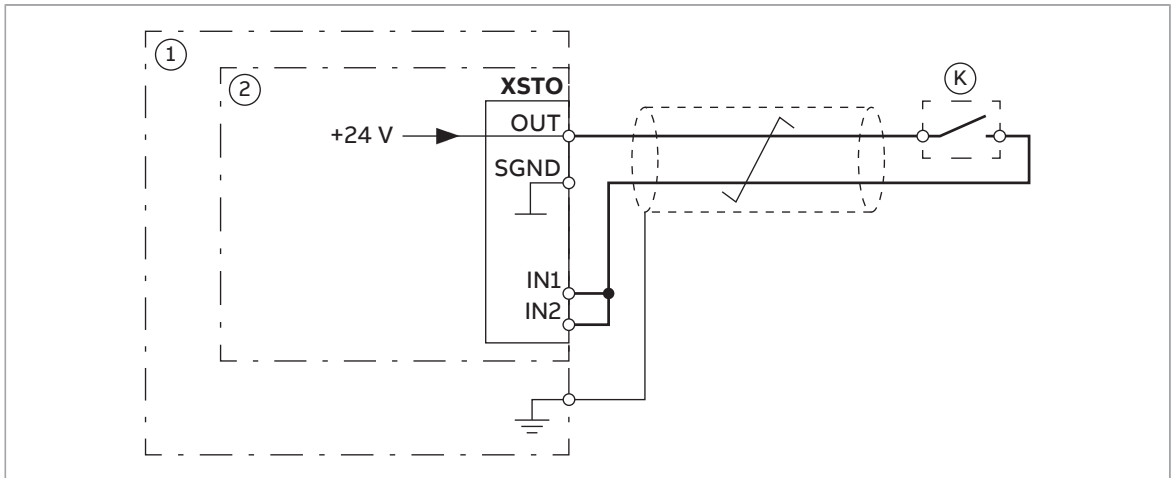 1
2
XSTO
K
OUT
+24 V
SGND
IN1
IN2